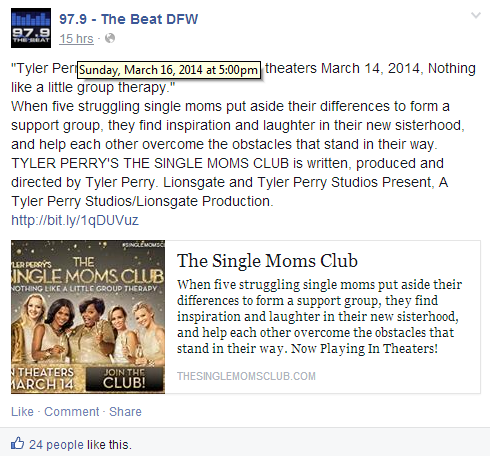 97.9
THE BEAT
97.9 - The Beat DFW
15 hrs ·
Sunday, March 16, 2014 at 5:00pm
"Tyler Per theaters March 14, 2014, Nothing
like a little group therapy."
When five struggling single moms put aside their differences to form a
support group, they find inspiration and laughter in their new sisterhood,
and help each other overcome the obstacles that stand in their way.
TYLER PERRY'S THE SINGLE MOMS CLUB is written, produced and
directed by Tyler Perry. Lionsgate and Tyler Perry Studios Present, A
Tyler Perry Studios/Lionsgate Production.
http://bit.ly/1qDUVuz
#SINGLEMOMSCLUB
YLER PERRY'S THE
SINGLE MOMS CLUB
NOTHING LIKE A LITTLE GROUP THERAPY
N THEATERS
MARCH 14
JOIN THE
CLUB!
The Single Moms Club
When five struggling single moms put aside their
differences to form a support group, they find
inspiration and laughter in their new sisterhood,
and help each other overcome the obstacles that
stand in their way. Now Playing In Theaters!
THESINGLEMOMSCLUB.COM
Like · Comment · Share
24 people like this.